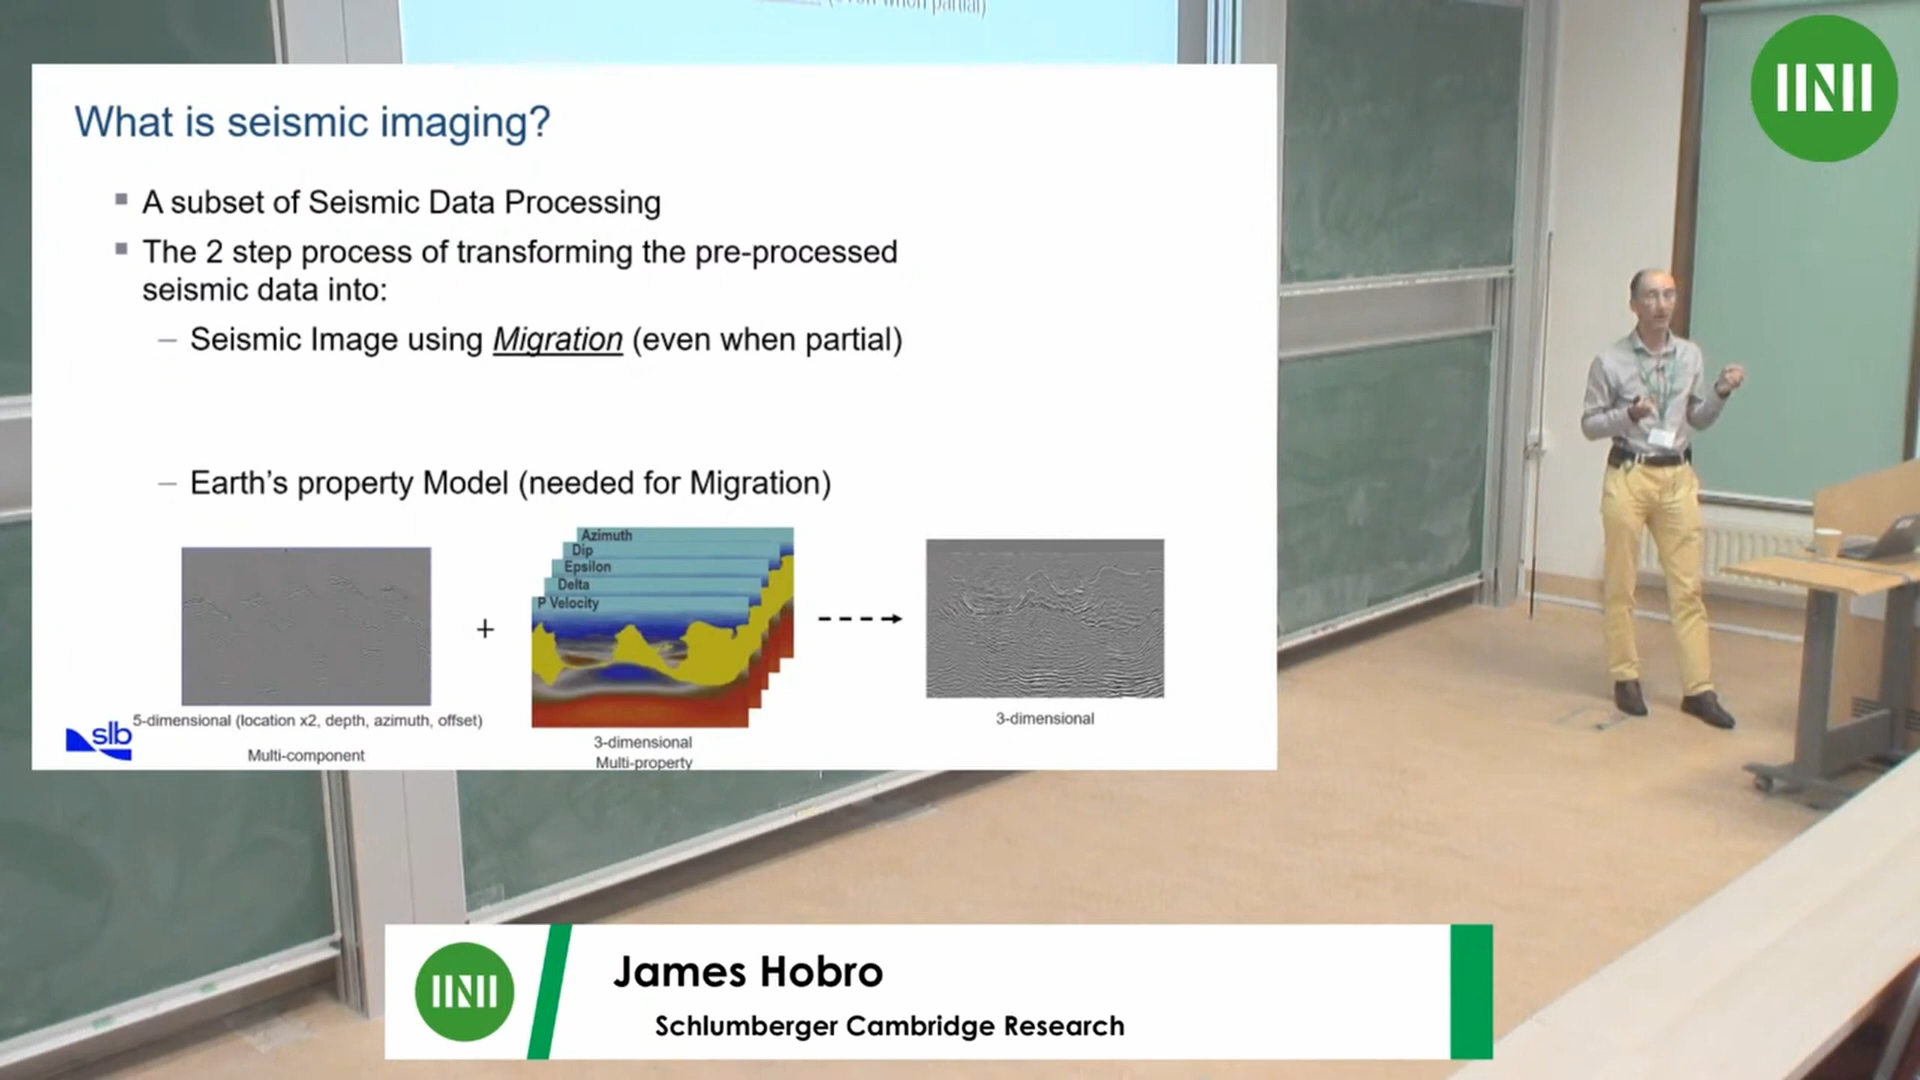 (even when partial)
What is seismic imaging?
▪ A subset of Seismic Data Processing
▪ The 2 step process of transforming the pre-processed
seismic data into:
– Seismic Image using Migration (even when partial)
– Earth's property Model (needed for Migration)
Azimuth
Dip
Epsilon
Delta
P Velocity
+
5-dimensional (location x2, depth, azimuth, offset)
Multi-component
3-dimensional
Multi-property
3-dimensional
slb
James Hobro
Schlumberger Cambridge Research